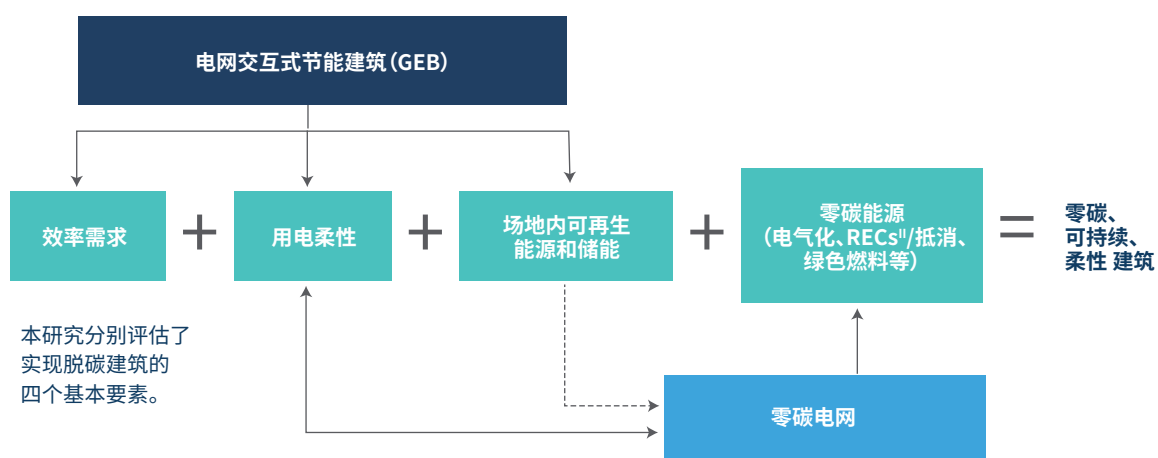 电网交互式节能建筑（GEB）
效率需求
+
用电柔性
+
场地内可再生
能源和储能
+
零碳能源
（电气化、RECsII/抵消、
绿色燃料等）
=
零碳、
可持续、
柔性 建筑
本研究分别评估了
实现脱碳建筑的
四个基本要素。
零碳电网